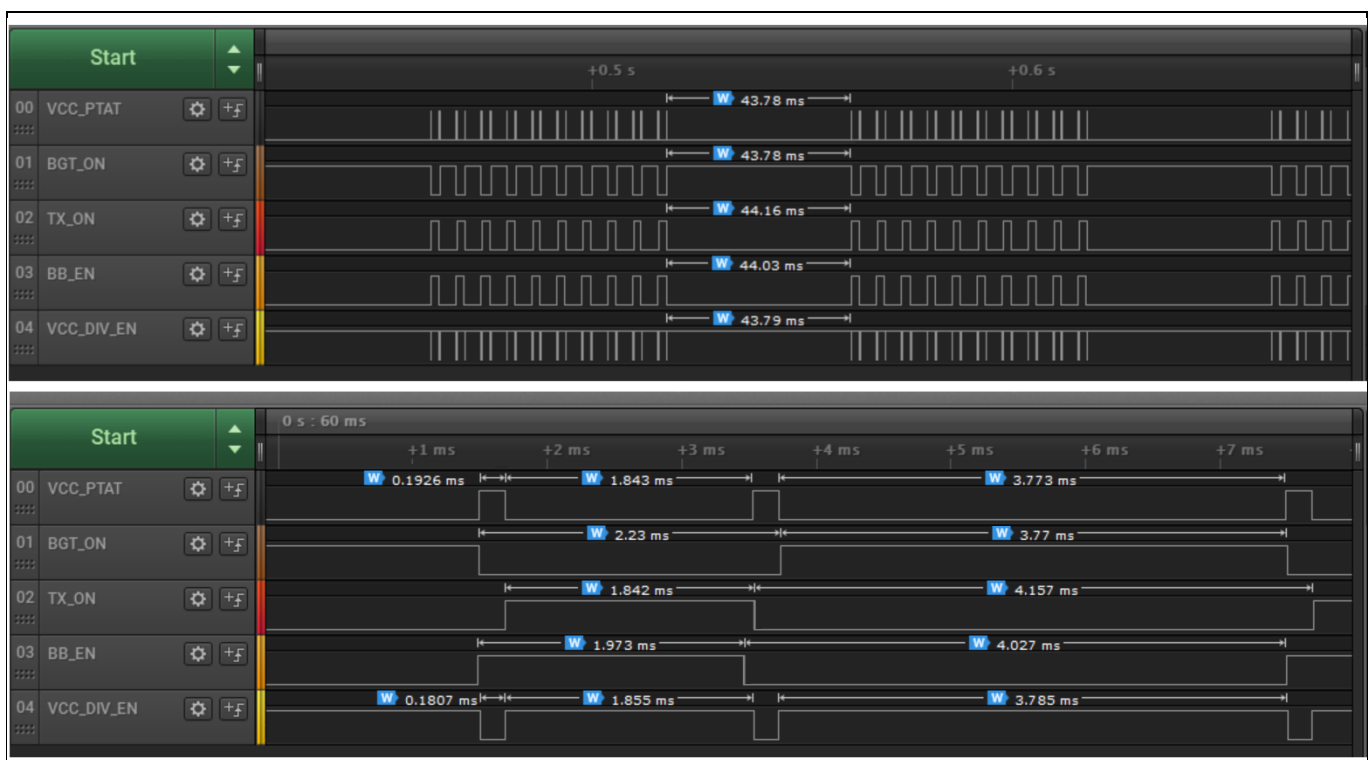 Start
+0.5 s +0.6 s
00 VCC_PTAT W 43.78 ms
01 BGT_ON W 43.78 ms
02 TX_ON W 44.16 ms
03 BB_EN W 44.03 ms
04 VCC_DIV_EN W 43.79 ms
Start
0 s : 60 ms
+1 ms +2 ms +3 ms +4 ms +5 ms +6 ms +7 ms
00 VCC_PTAT W 0.1926 ms W 1.843 ms W 3.773 ms
01 BGT_ON W 2.23 ms W 3.77 ms
02 TX_ON W 1.842 ms W 4.157 ms
03 BB_EN W 1.973 ms W 4.027 ms
04 VCC_DIV_EN W 0.1807 ms W 1.855 ms W 3.785 ms